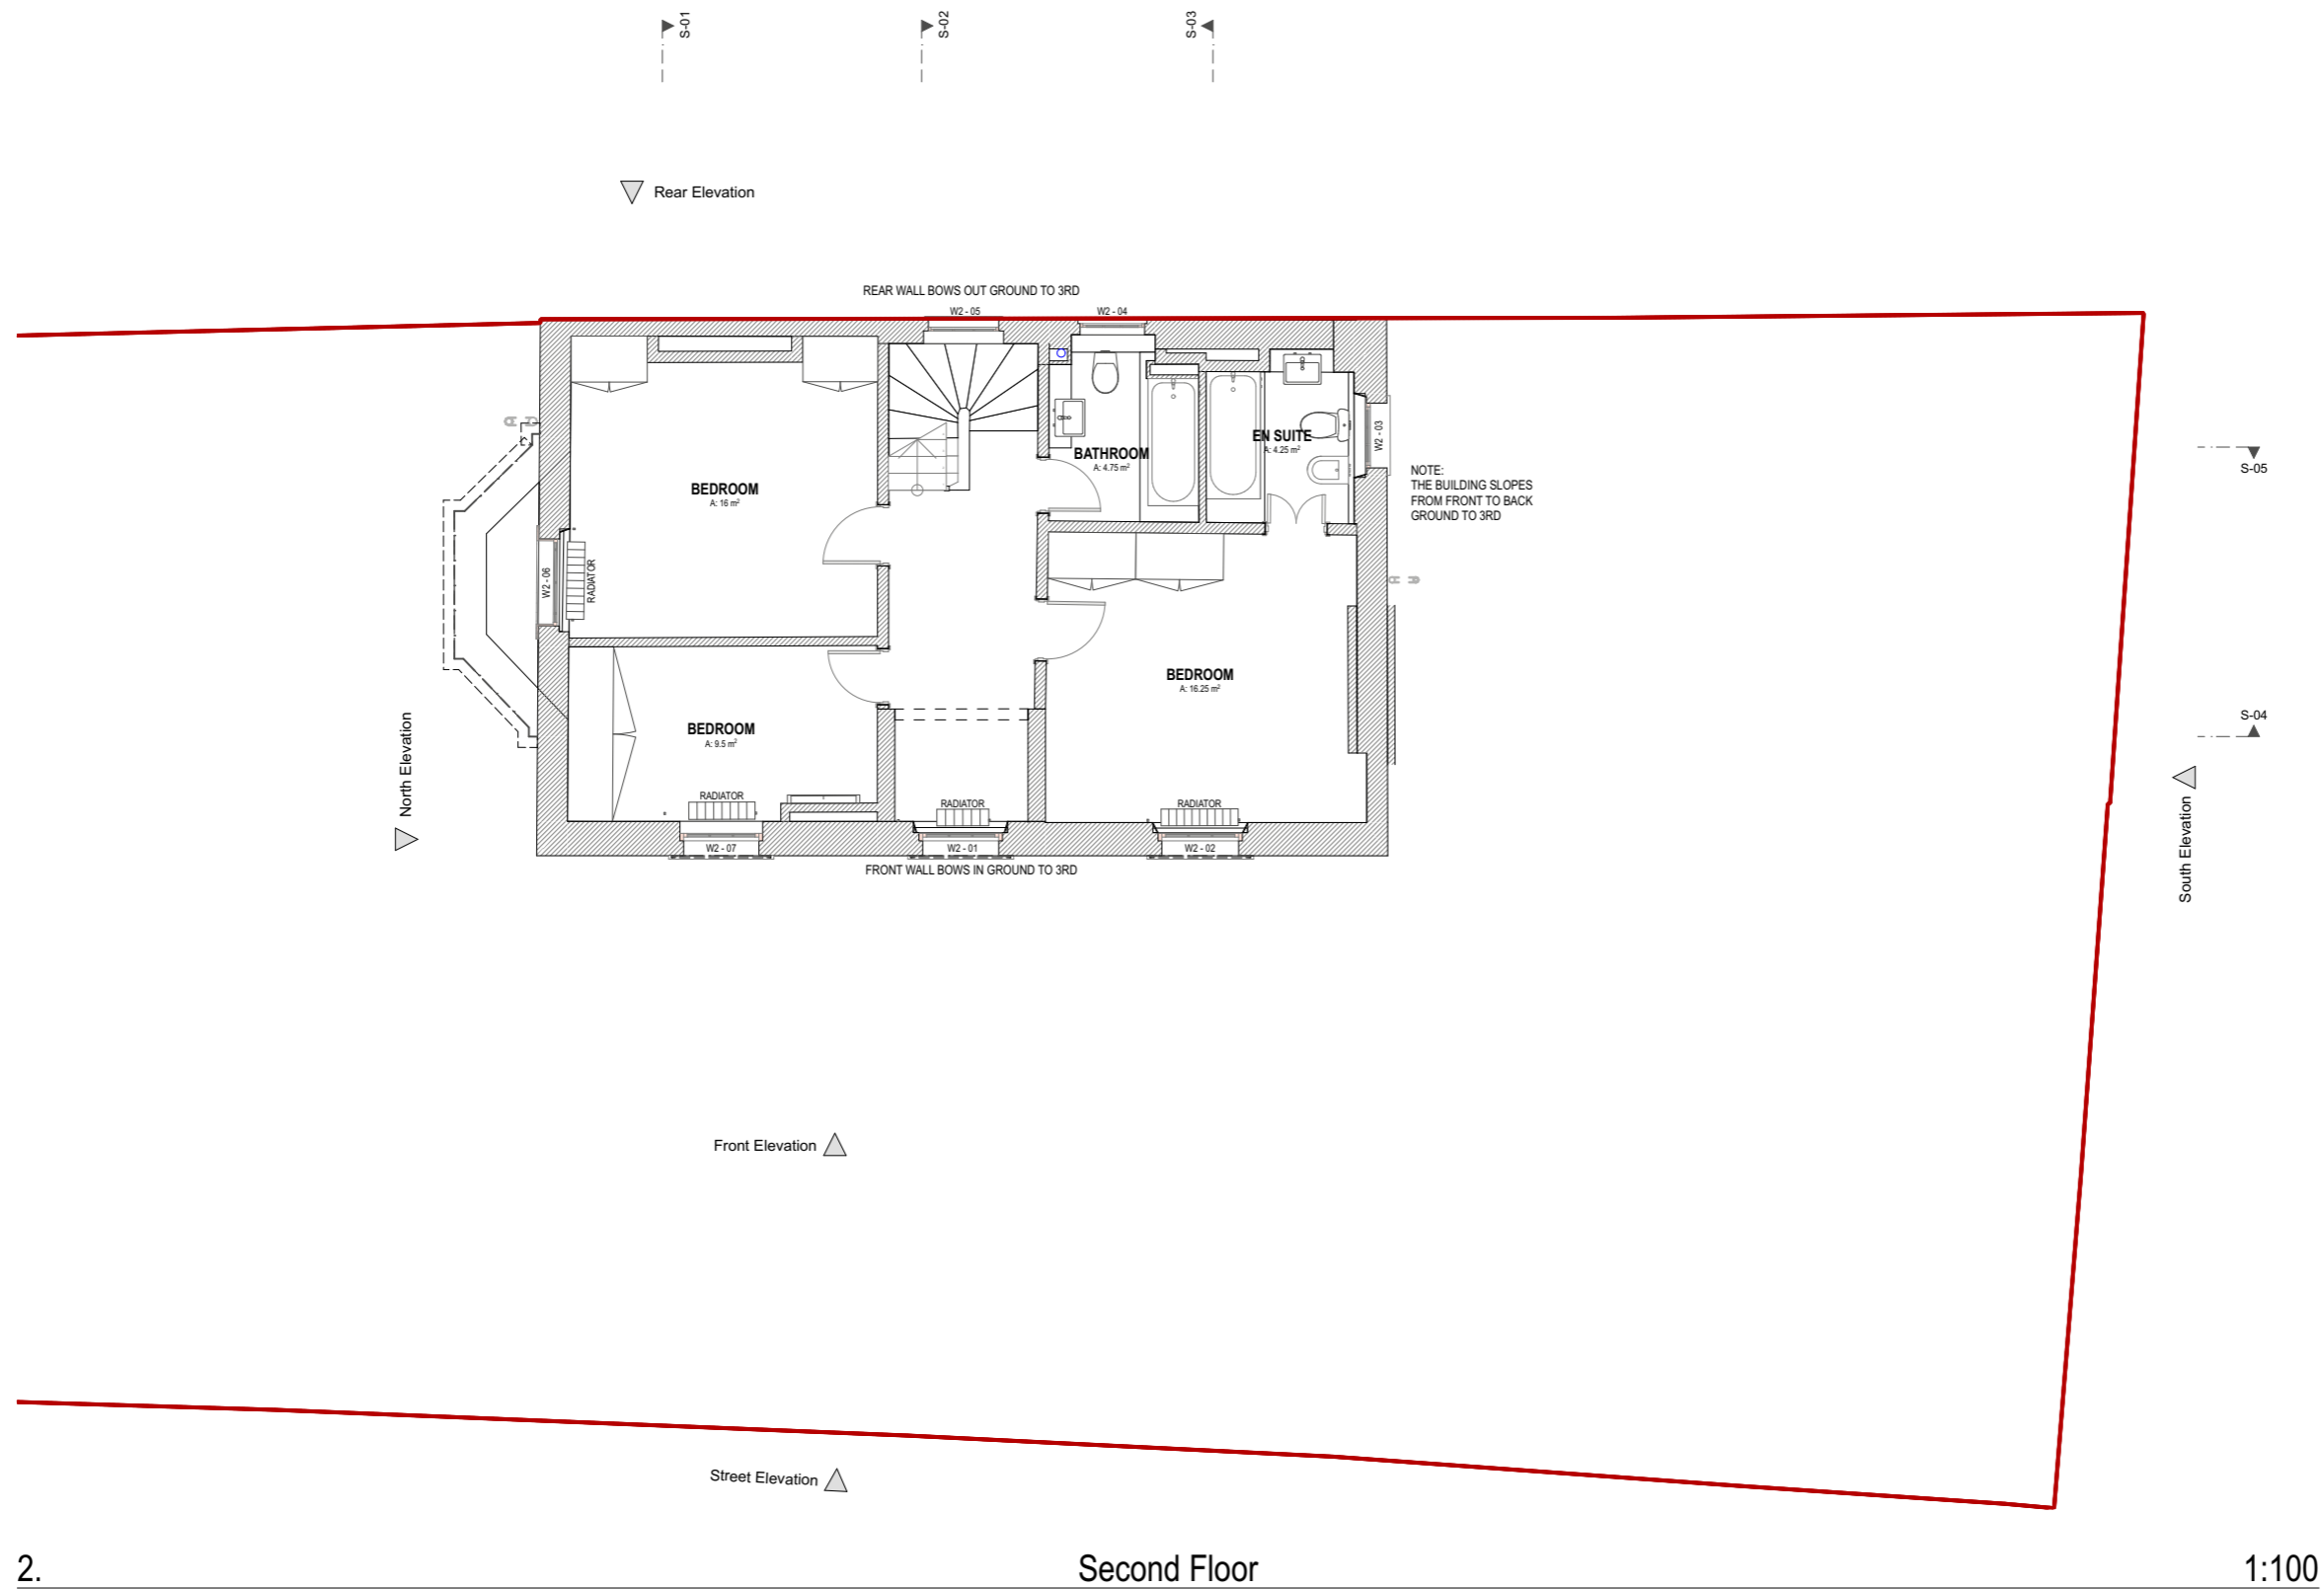 S-01
S-02
S-03
Rear Elevation
REAR WALL BOWS OUT GROUND TO 3RD
W2 - 05
W2 - 04
BATHROOM
A: 4.75 m²
EN SUITE
A: 4.25 m²
W2 - 03
NOTE:
THE BUILDING SLOPES
FROM FRONT TO BACK
GROUND TO 3RD
S-05
BEDROOM
A: 16 m²
W2 - 06
RADIATOR
BEDROOM
A: 16.25 m²
BEDROOM
A: 9.5 m²
S-04
North Elevation
South Elevation
RADIATOR
RADIATOR
RADIATOR
W2 - 07
W2 - 01
W2 - 02
FRONT WALL BOWS IN GROUND TO 3RD
Front Elevation
Street Elevation
2.
Second Floor
1:100